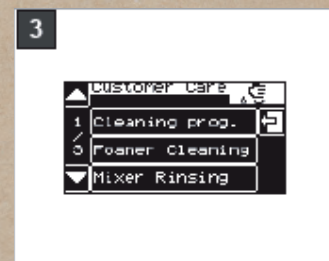 3
Customer Care
1 Cleaning prog.
/
3 Foamer Cleaning
Mixer Rinsing